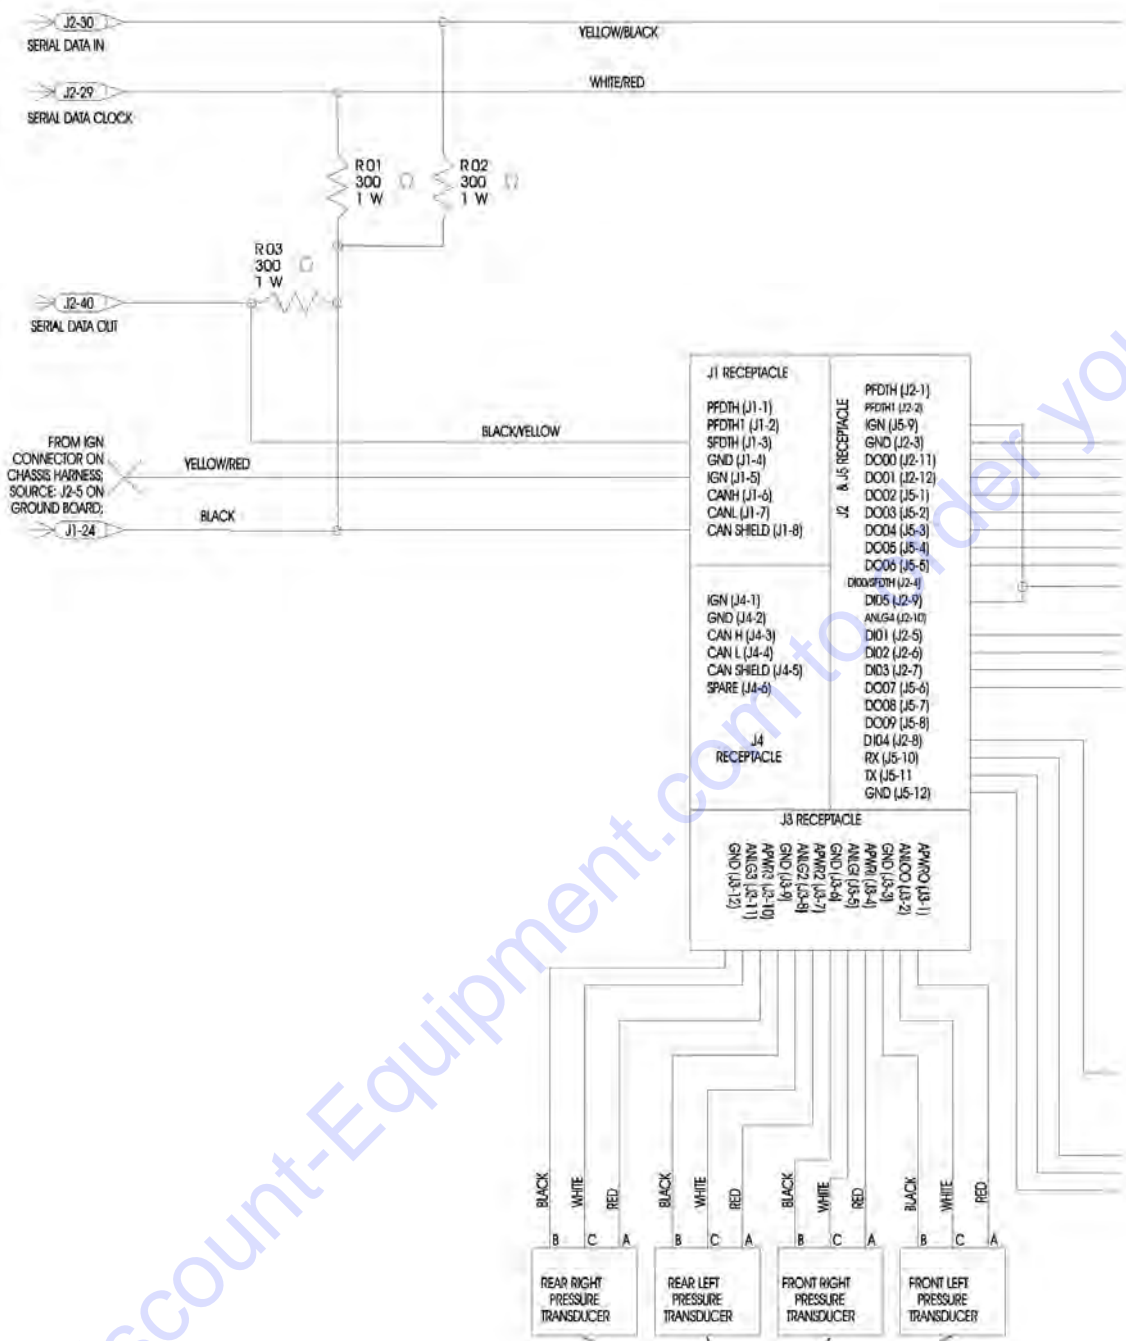 J2-30
SERIAL DATA IN
YELLOW/BLACK
J2-29
SERIAL DATA CLOCK
WHITE/RED
R01
300 Ω
1 W
R02
300 Ω
1 W
R03
300 Ω
1 W
J2-40
SERIAL DATA OUT
BLACK/YELLOW
FROM IGN
CONNECTOR ON
CHASSIS HARNESS;
SOURCE: J2-5 ON
GROUND BOARD;
YELLOW/RED
J1-24
BLACK
J1 RECEPTACLE
PFDTH (J1-1)
PFDTH1 (J1-2)
SFDTH (J1-3)
GND (J1-4)
IGN (J1-5)
CANH (J1-6)
CANL (J1-7)
CAN SHIELD (J1-8)
IGN (J4-1)
GND (J4-2)
CAN H (J4-3)
CAN L (J4-4)
CAN SHIELD (J4-5)
SPARE (J4-6)
J4
RECEPTACLE
J2 & J5 RECEPTACLE
PFDTH (J2-1)
PFDTH1 (J2-2)
IGN (J5-9)
GND (J2-3)
DO00 (J2-11)
DO01 (J2-12)
DO02 (J5-1)
DO03 (J5-2)
DO04 (J5-3)
DO05 (J5-4)
DO06 (J5-5)
DI00/SFDTH (J2-4)
DI05 (J2-9)
ANLG4 (J2-10)
DI01 (J2-5)
DI02 (J2-6)
DI03 (J2-7)
DO07 (J5-6)
DO08 (J5-7)
DO09 (J5-8)
DI04 (J2-8)
RX (J5-10)
TX (J5-11
GND (J5-12)
J3 RECEPTACLE
GND (J3-12)
ANLG3 (J3-11)
APWR3 (J3-10)
GND (J3-9)
ANLG2 (J3-8)
APWR2 (J3-7)
GND (J3-6)
ANLG1 (J3-5)
APWR1 (J3-4)
GND (J3-3)
ANLOO (J3-2)
APWRO (J3-1)
BLACK
WHITE
RED
BLACK
WHITE
RED
BLACK
WHITE
RED
BLACK
WHITE
RED
B C A
B C A
B C A
B C A
REAR RIGHT
PRESSURE
TRANSDUCER
REAR LEFT
PRESSURE
TRANSDUCER
FRONT RIGHT
PRESSURE
TRANSDUCER
FRONT LEFT
PRESSURE
TRANSDUCER
scount-Equipment.com to order you